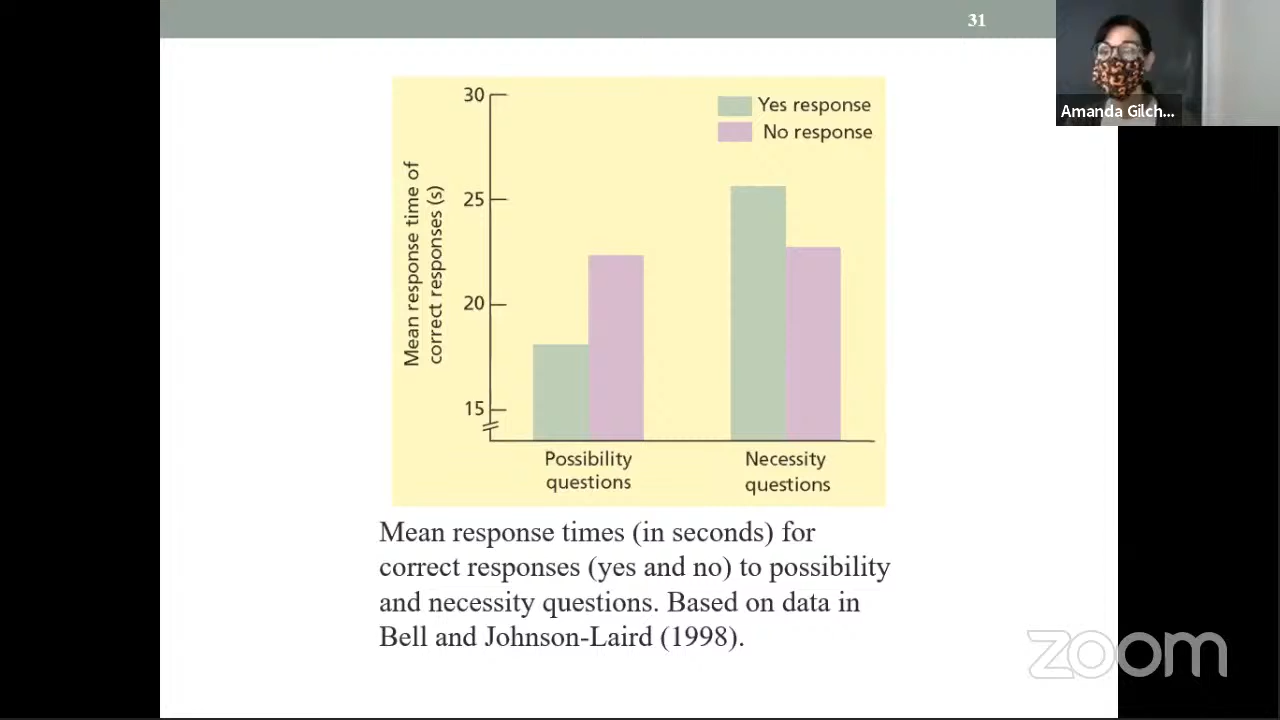 31
Amanda Gilch...
30
25
20
15
Mean response time of
correct responses (s)
Yes response
No response
Possibility
questions
Necessity
questions
Mean response times (in seconds) for
correct responses (yes and no) to possibility
and necessity questions. Based on data in
Bell and Johnson-Laird (1998).
zoom